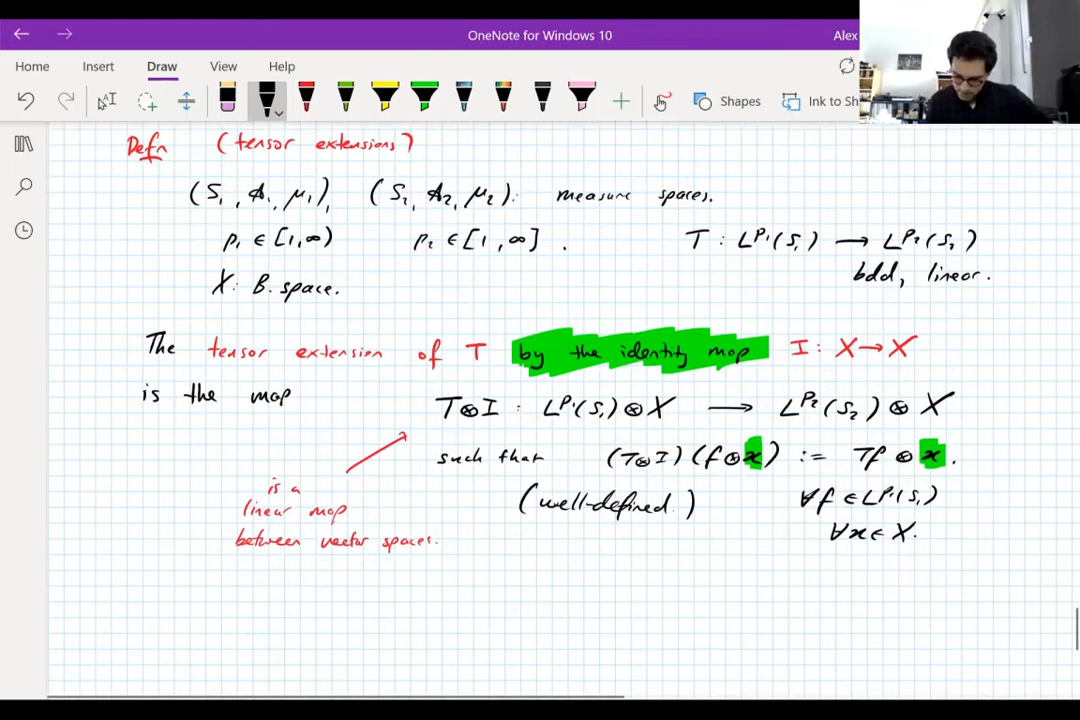 OneNote for Windows 10
Alex
Home Insert Draw View Help
Shapes Ink to Sh
Defn (tensor extensions)
(S₁, A₁, μ₁), (S₂, A₂, μ₂): measure spaces.
p₁ ∈ [1,∞) p₂ ∈ [1,∞]. T: L^p₁(S₁) → L^p₂(S₂)
X: B. space. bdd, linear.
The tensor extension of T by the identity map I: X→X
is the map
T⊗I : L^p₁(S₁)⊗X → L^p₂(S₂)⊗X
such that (T⊗I)(f⊗x) := Tf⊗x.
is a
linear map
between vector spaces.
(well-defined.) ∀f ∈ L^p₁(S₁)
∀x ∈ X.